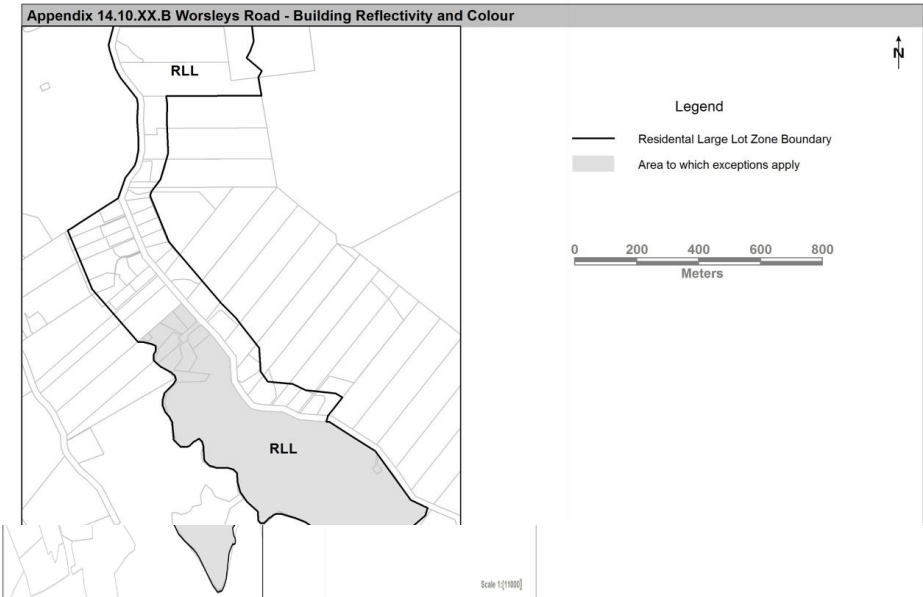 Appendix 14.10.XX.B Worsleys Road - Building Reflectivity and Colour
RLL
N
Legend
Residental Large Lot Zone Boundary
Area to which exceptions apply
0 200 400 600 800
Meters
RLL
Scale 1:[11000]